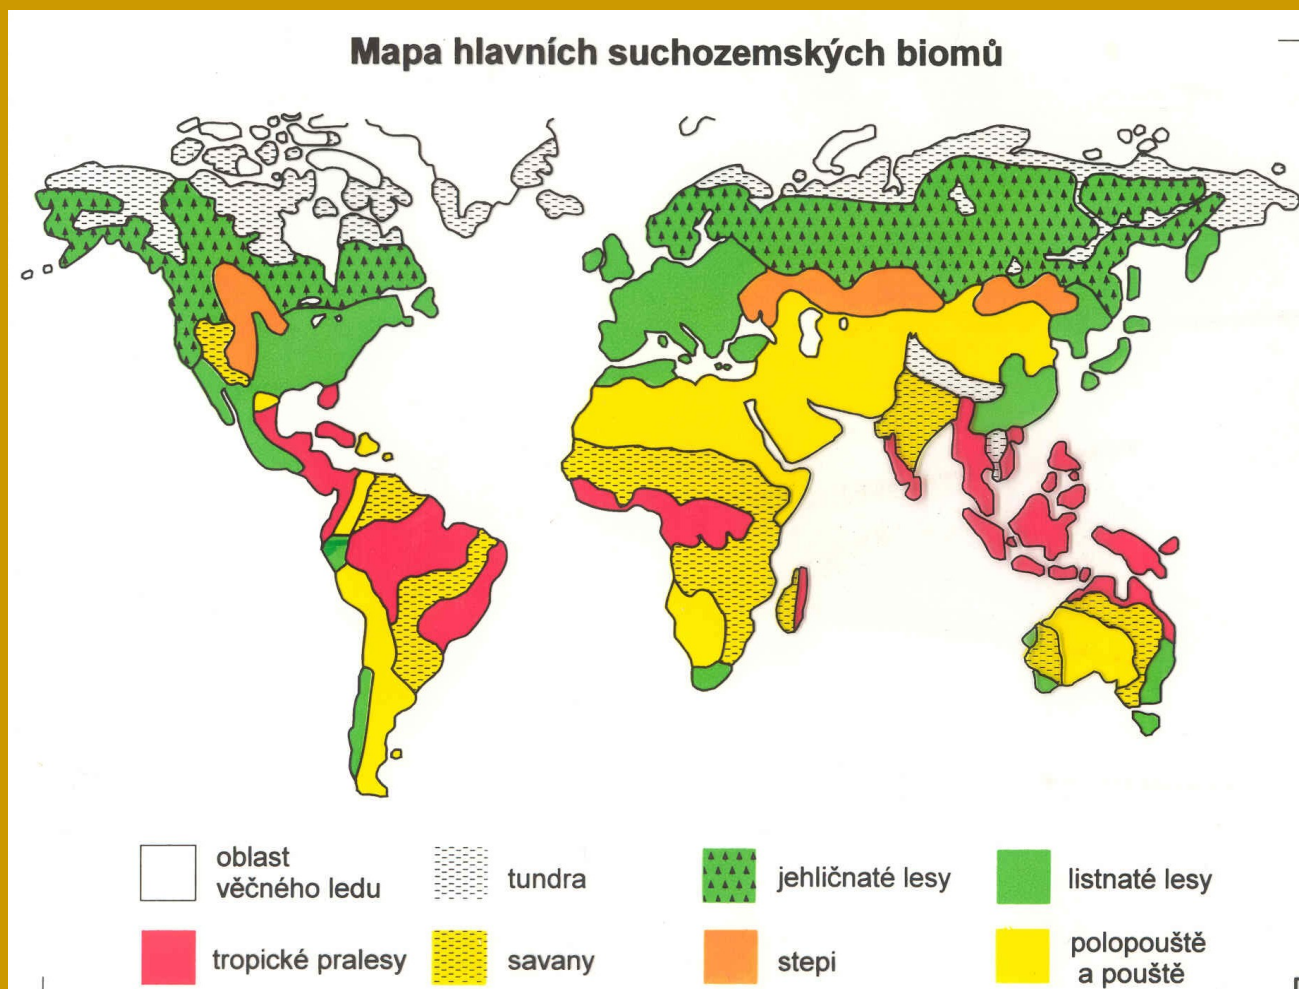 Mapa hlavních suchozemských biomů
oblast
věčného ledu
tundra
jehličnaté lesy
listnaté lesy
tropické pralesy
savany
stepi
polopouště
a pouště